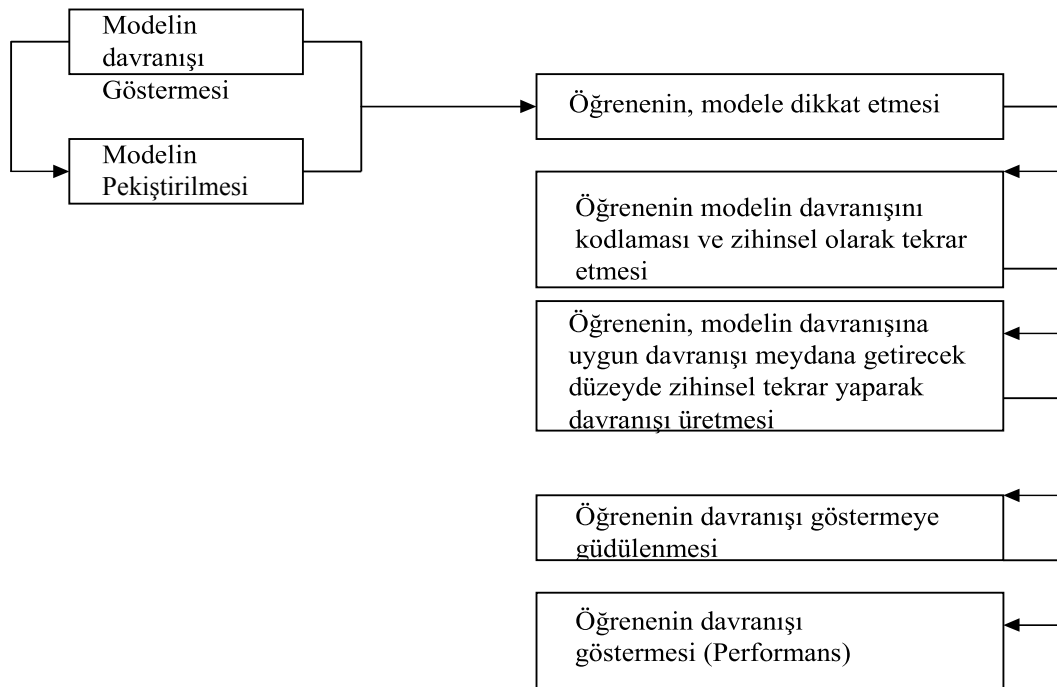 Modelin
davranışı
Göstermesi
Modelin
Pekiştirilmesi
Öğrenenin, modele dikkat etmesi
Öğrenenin modelin davranışını
kodlaması ve zihinsel olarak tekrar
etmesi
Öğrenenin, modelin davranışına
uygun davranışı meydana getirecek
düzeyde zihinsel tekrar yaparak
davranışı üretmesi
Öğrenenin davranışı göstermeye
güdülenmesi
Öğrenenin davranışı
göstermesi (Performans)